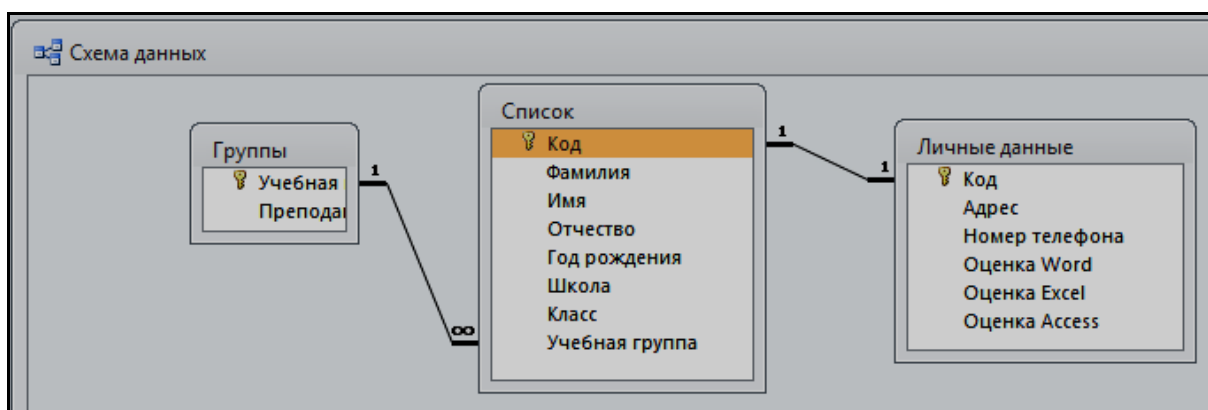 Схема данных
Группы
Учебная
1
∞
Список
Код
Фамилия
Имя
Отчество
Год рождения
Школа
Класс
Учебная группа
1
1
Личные данные
Код
Адрес
Номер телефона
Оценка Word
Оценка Excel
Оценка Access